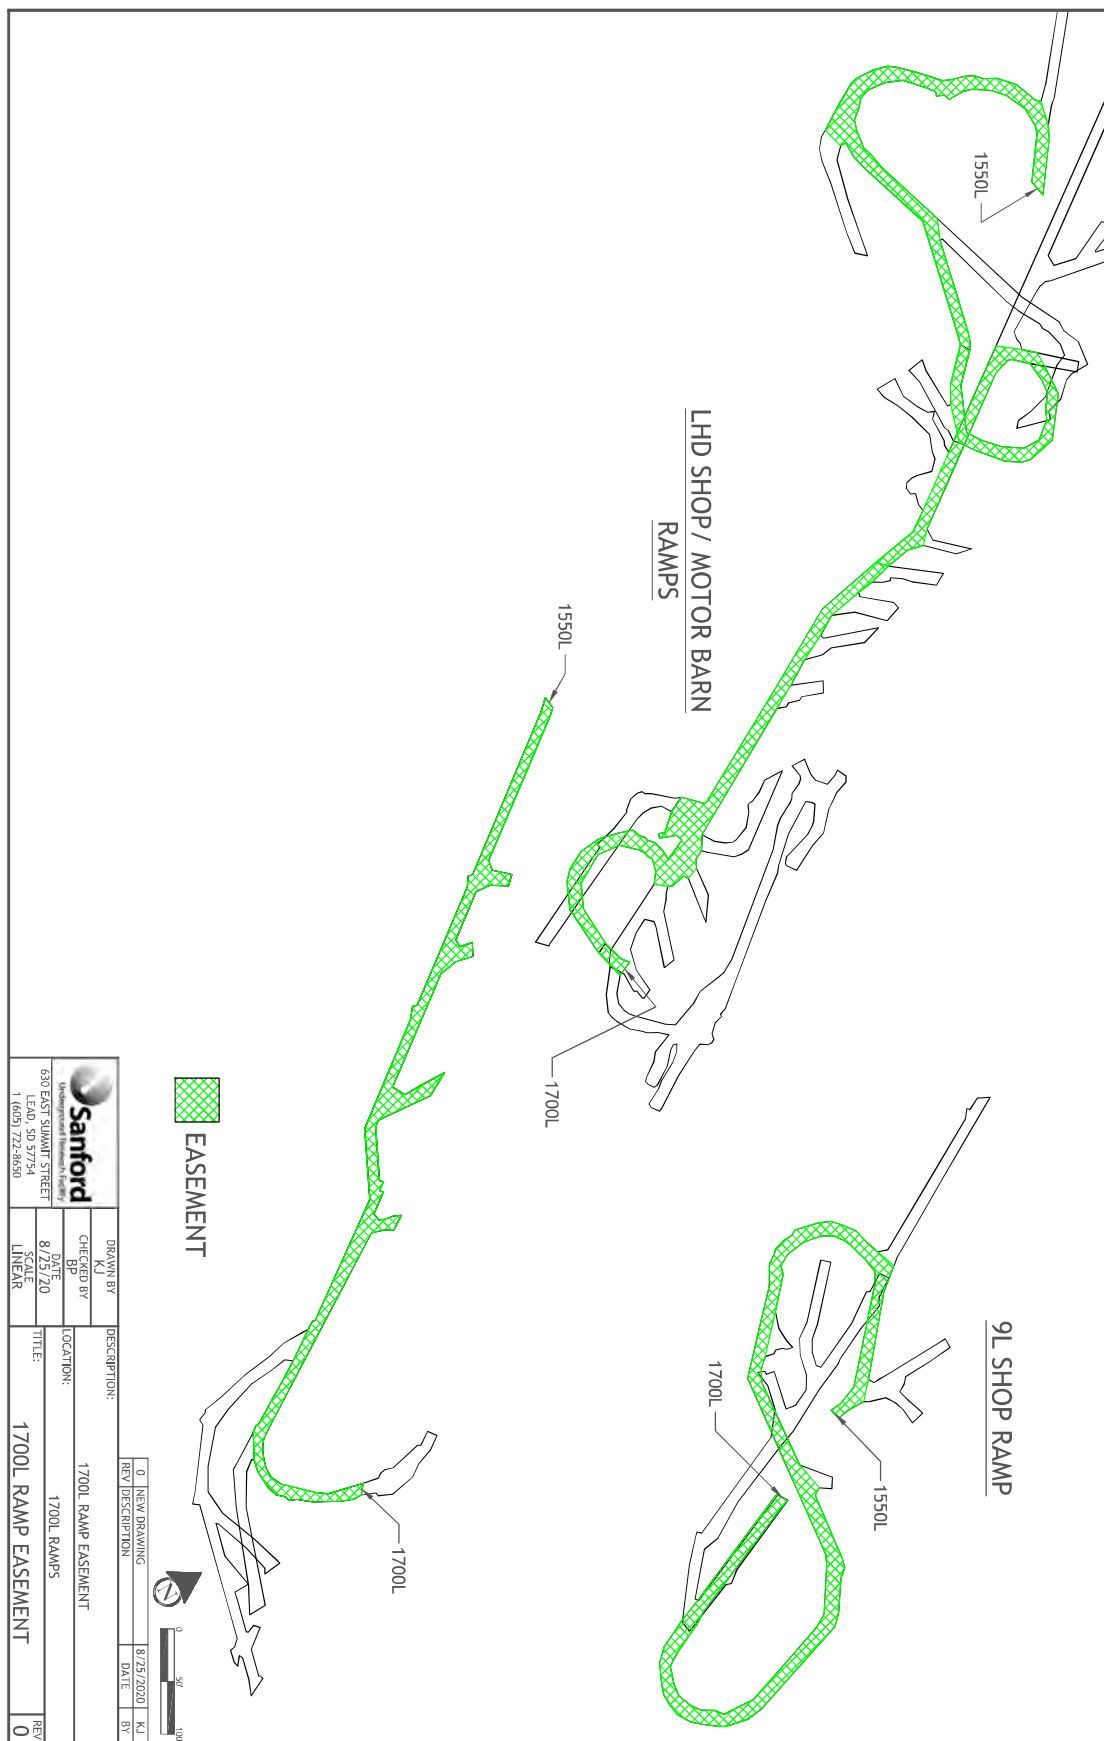 1550L
LHD SHOP/ MOTOR BARN
RAMPS
1550L
1700L
9L SHOP RAMP
1700L
1550L
1700L
EASEMENT
N
0
50'
100'
0 NEW DRAWING 8/25/2020 KJ
REV DESCRIPTION DATE BY
Sanford
Underground Research Facility
630 EAST SUMMIT STREET
LEAD, SD 57754
1 (605) 722-8650
DRAWN BY
KJ
CHECKED BY
BP
DATE
8/25/20
SCALE
LINEAR
DESCRIPTION:
1700L RAMP EASEMENT
LOCATION:
1700L RAMPS
TITLE:
1700L RAMP EASEMENT
REV
0